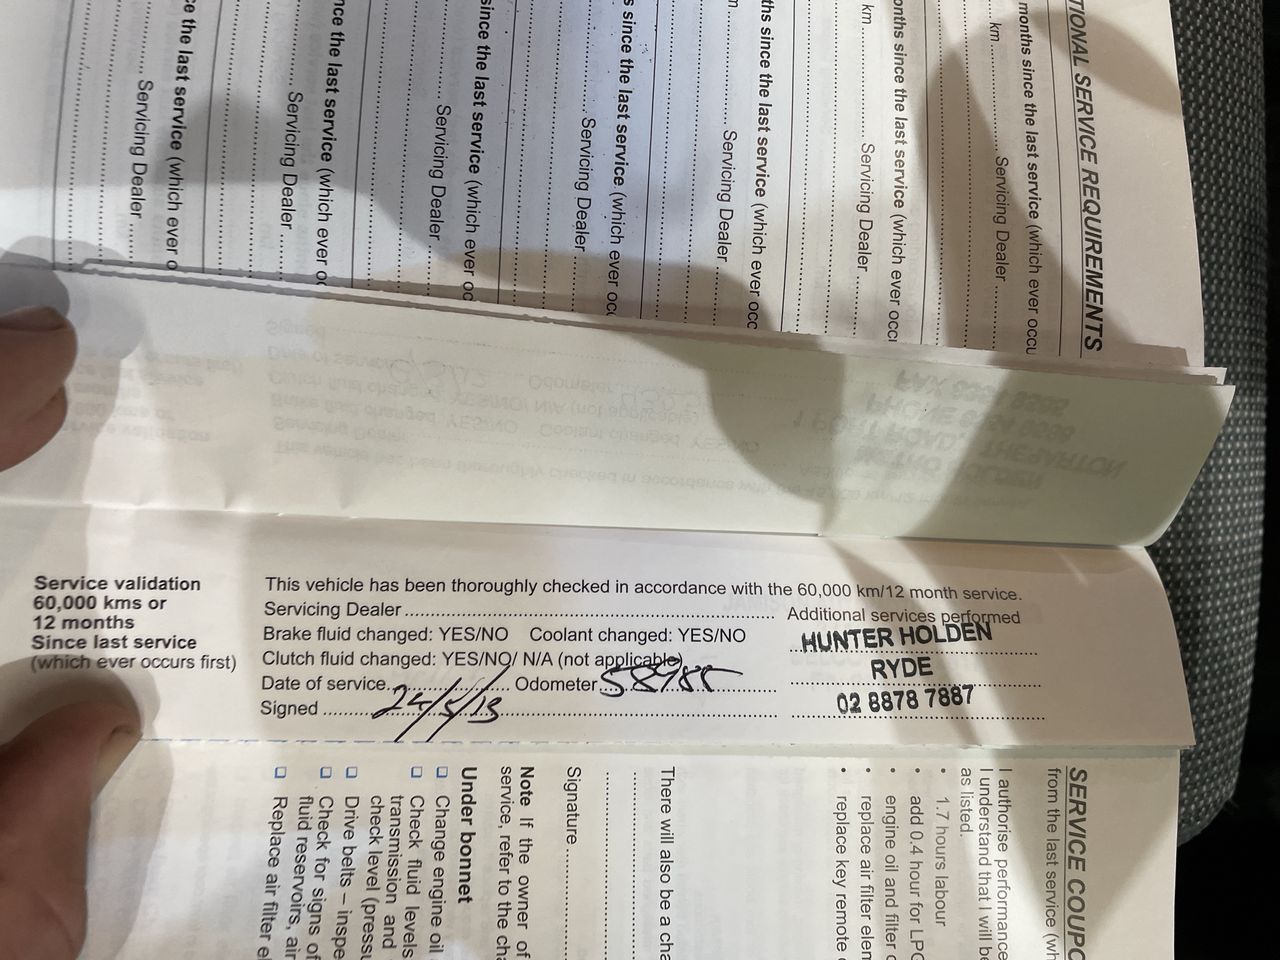 TIONAL SERVICE REQUIREMENTS
months since the last service (which ever occu
km Servicing Dealer
onths since the last service (which ever occ
km Servicing Dealer
ths since the last service (which ever occ
m Servicing Dealer
s since the last service (which ever occ
Servicing Dealer
since the last service (which ever oc
Servicing Dealer
nce the last service (which ever o
Servicing Dealer
ce the last service (which ever o
Servicing Dealer
Service validation
60,000 kms or
12 months
Since last service
(which ever occurs first)
This vehicle has been thoroughly checked in accordance with the 60,000 km/12 month service.
Servicing Dealer
Brake fluid changed: YES/NO Coolant changed: YES/NO
Clutch fluid changed: YES/NO/ N/A (not applicable)
Date of service 24/5/13 Odometer 58785
Signed
Additional services performed
HUNTER HOLDEN
RYDE
02 8878 7887
SERVICE COUPO
from the last service (wh
I authorise performance
I understand that I will be
as listed.
• 1.7 hours labour
• add 0.4 hour for LPG
• engine oil and filter
• replace air filter elem
• replace key remote
There will also be a cha
Signature
Note If the owner of
service, refer to the cha
Under bonnet
Change engine oil
Check fluid levels
transmission and
check level (pressu
Drive belts – inspe
Check for signs of
fluid reservoirs, air
Replace air filter el